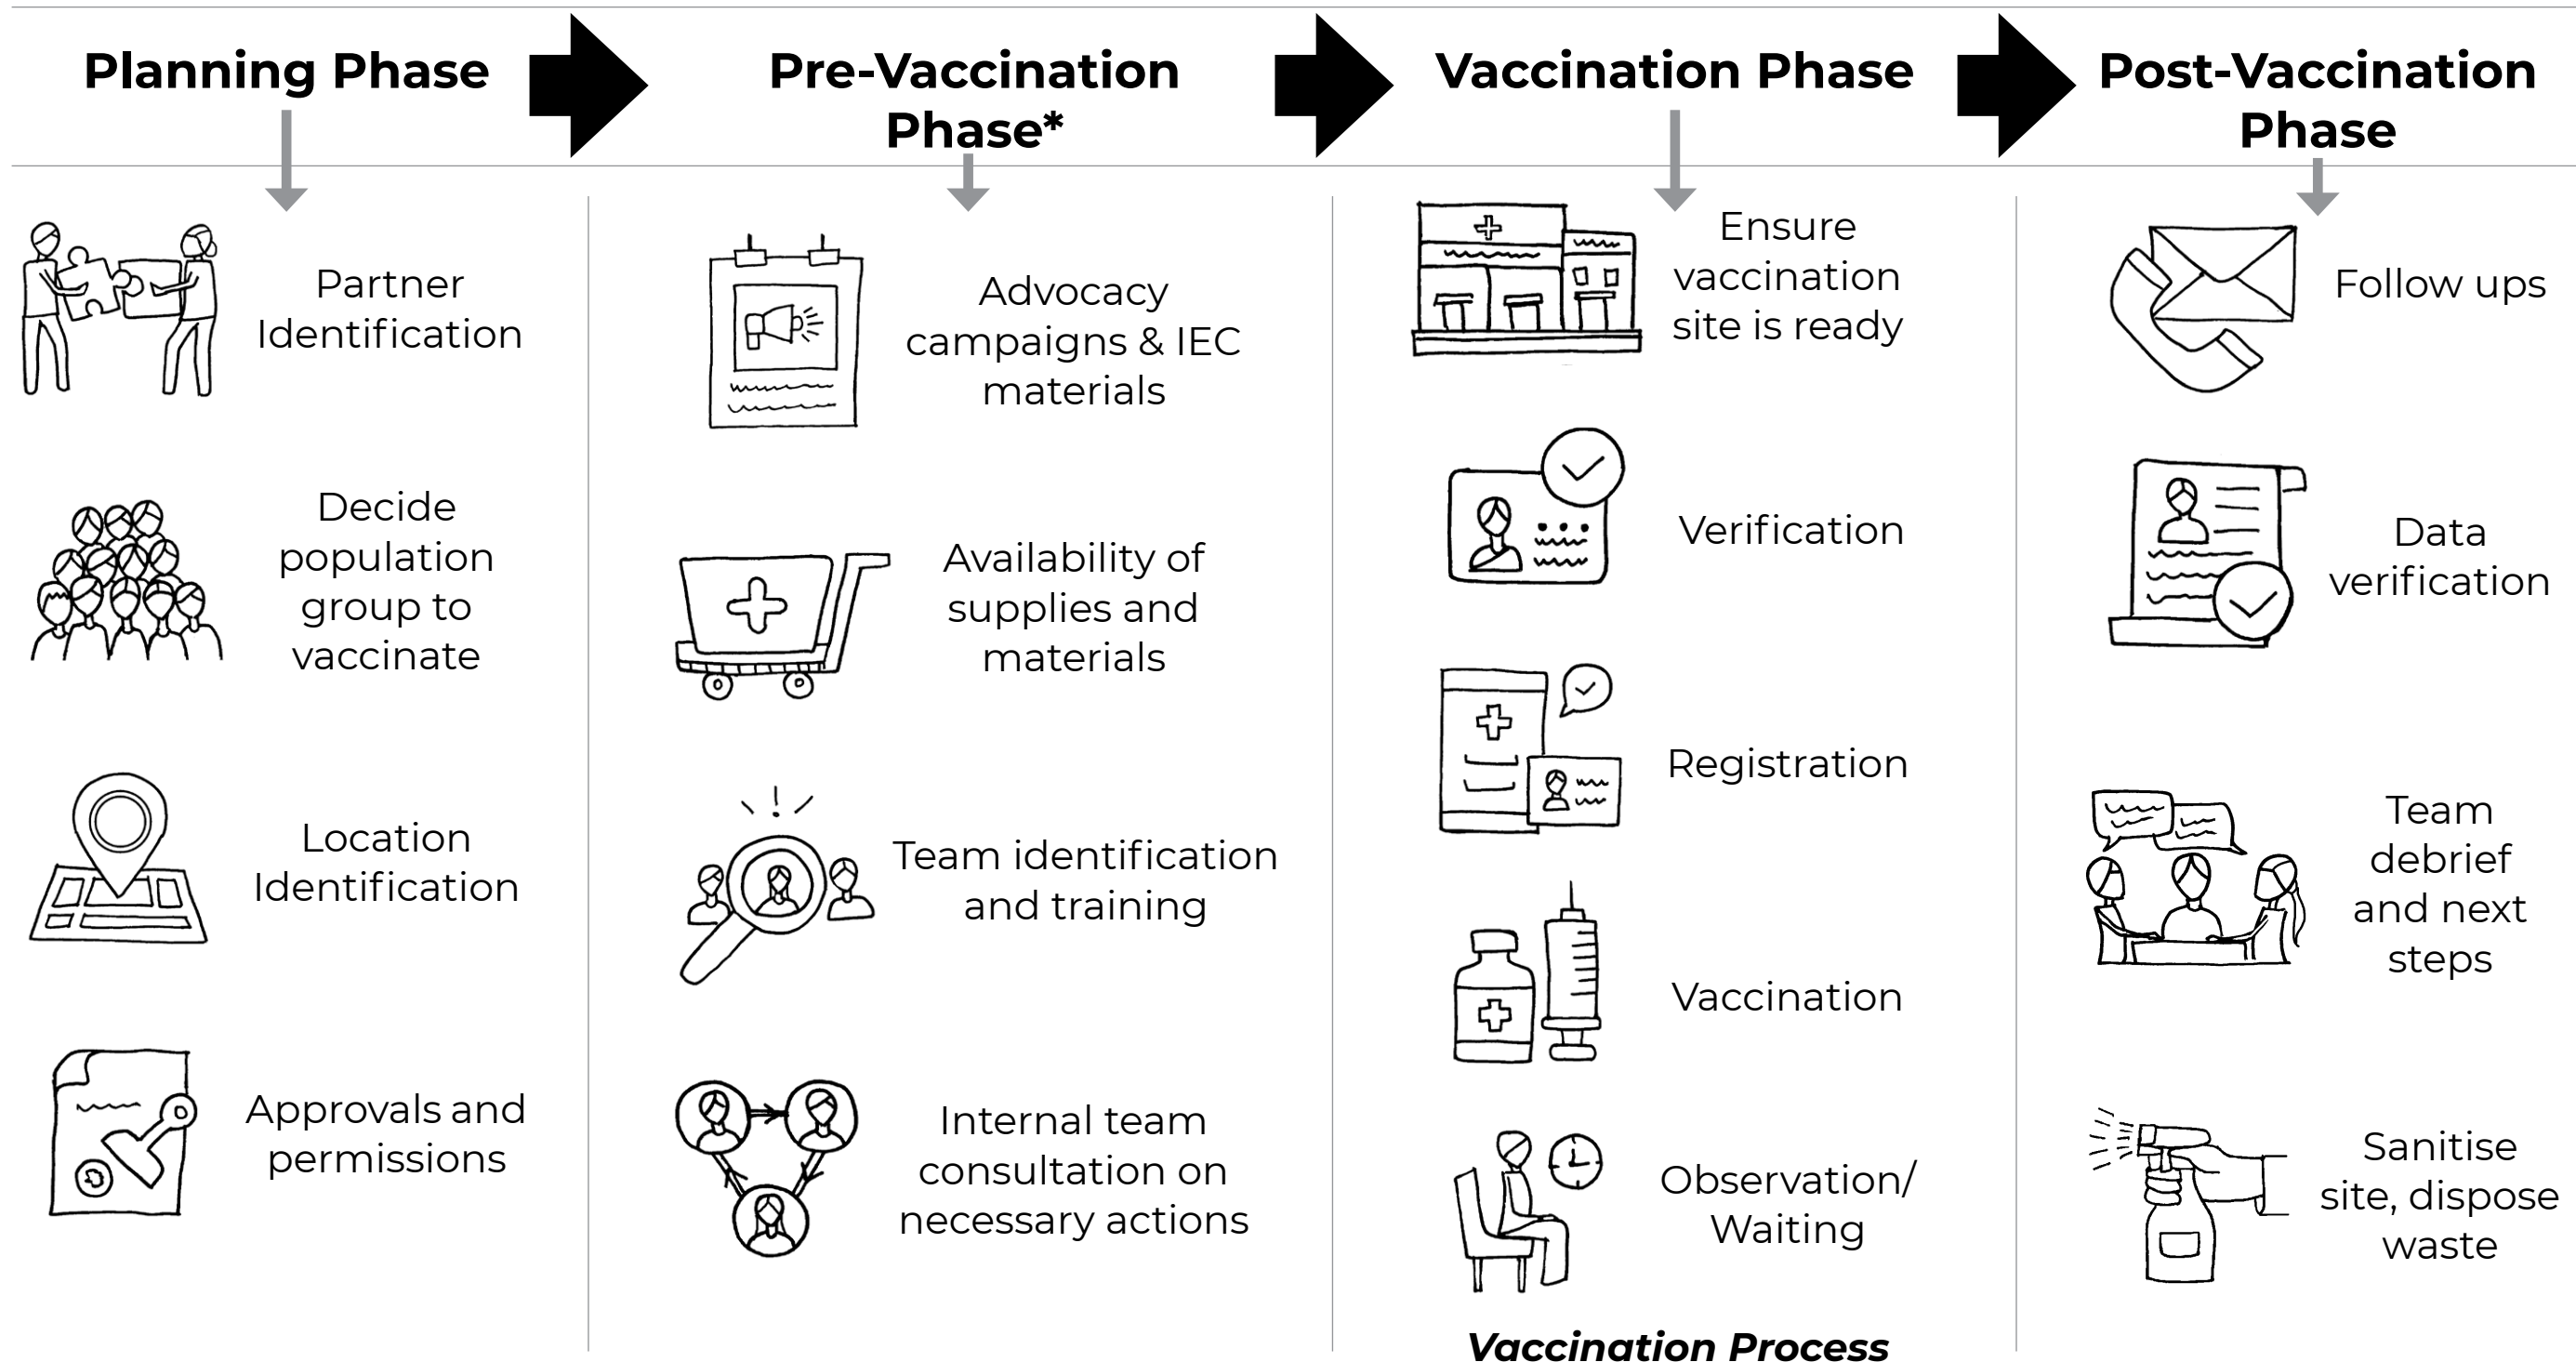 Planning Phase
Pre-Vaccination
Phase*
Vaccination Phase
Post-Vaccination
Phase
Partner
Identification
Decide
population
group to
vaccinate
Location
Identification
Approvals and
permissions
Advocacy
campaigns & IEC
materials
Availability of
supplies and
materials
Team identification
and training
Internal team
consultation on
necessary actions
Ensure
vaccination
site is ready
Verification
Registration
Vaccination
Observation/
Waiting
Vaccination Process
Follow ups
Data
verification
Team
debrief
and next
steps
Sanitise
site, dispose
waste